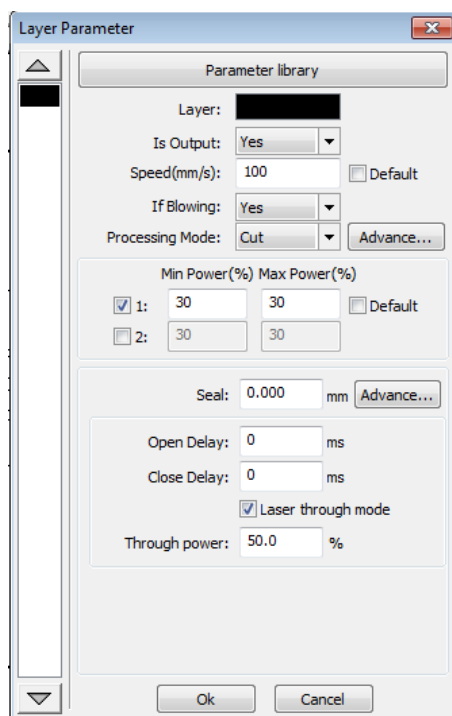 Layer Parameter
Parameter library
Layer:
Is Output: Yes
Speed(mm/s): 100 Default
If Blowing: Yes
Processing Mode: Cut Advance...
Min Power(%) Max Power(%)
1: 30 30 Default
2: 30 30
Seal: 0.000 mm Advance...
Open Delay: 0 ms
Close Delay: 0 ms
Laser through mode
Through power: 50.0 %
Ok Cancel